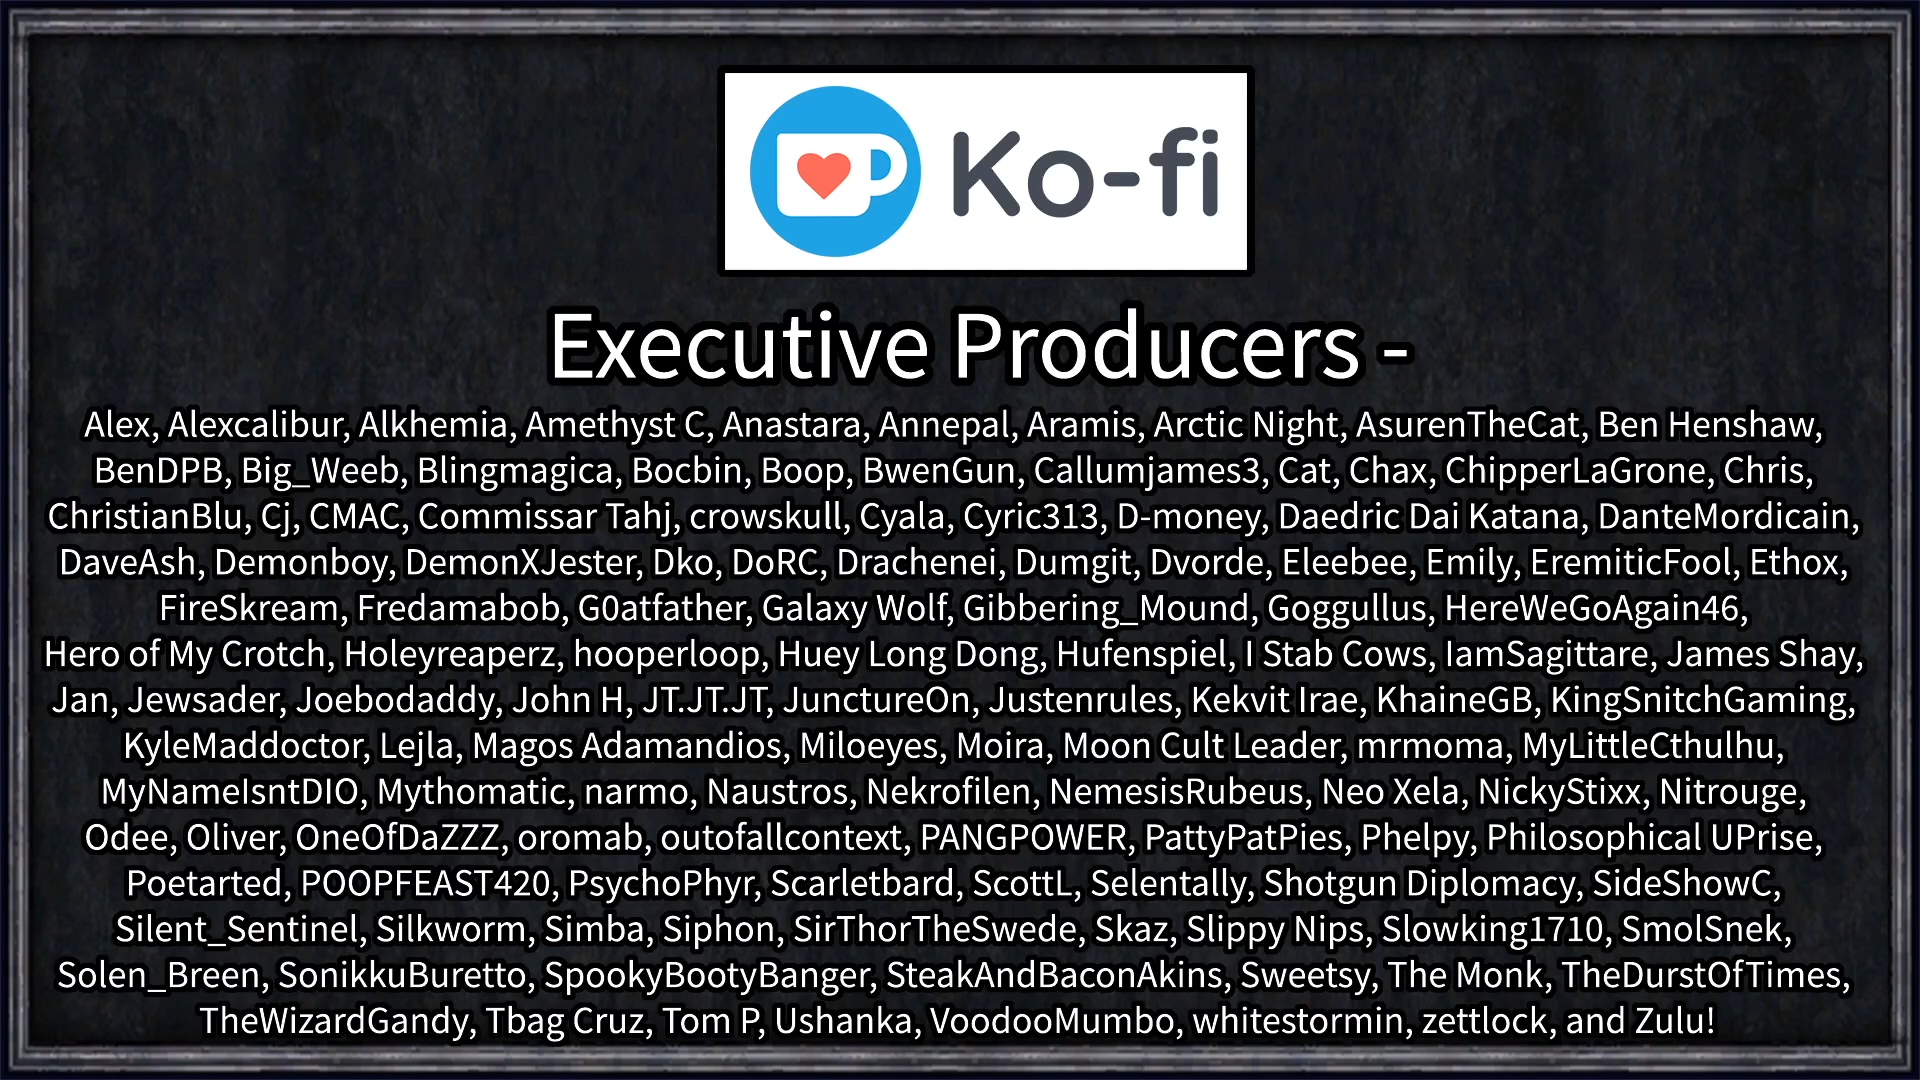 Ko-fi
Executive Producers -
Alex, Alexcalibur, Alkhemia, Amethyst C, Anastara, Annepal, Aramis, Arctic Night, AsurenTheCat, Ben Henshaw,
BenDPB, Big_Weeb, Blingmagica, Bocbin, Boop, BwenGun, Callumjames3, Cat, Chax, ChipperLaGrone, Chris,
ChristianBlu, Cj, CMAC, Commissar Tahj, crowskull, Cyala, Cyric313, D-money, Daedric Dai Katana, DanteMordicain,
DaveAsh, Demonboy, DemonXJester, Dko, DoRC, Drachenei, Dumgit, Dvorde, Eleebee, Emily, EremiticFool, Ethox,
FireSkream, Fredamabob, G0atfather, Galaxy Wolf, Gibbering_Mound, Goggullus, HereWeGoAgain46,
Hero of My Crotch, Holeyreaperz, hooperloop, Huey Long Dong, Hufenspiel, I Stab Cows, IamSagittare, James Shay,
Jan, Jewsader, Joebodaddy, John H, JT.JT.JT, JunctureOn, Justenrules, Kekvit Irae, KhaineGB, KingSnitchGaming,
KyleMaddoctor, Lejla, Magos Adamandios, Miloeyes, Moira, Moon Cult Leader, mrmoma, MyLittleCthulhu,
MyNameIsntDIO, Mythomatic, narmo, Naustros, Nekrofilen, NemesisRubeus, Neo Xela, NickyStixx, Nitrouge,
Odee, Oliver, OneOfDaZZZ, oromab, outofallcontext, PANGPOWER, PattyPatPies, Phelpy, Philosophical UPrise,
Poetarted, POOPFEAST420, PsychoPhyr, Scarletbard, ScottL, Selentally, Shotgun Diplomacy, SideShowC,
Silent_Sentinel, Silkworm, Simba, Siphon, SirThorTheSwede, Skaz, Slippy Nips, Slowking1710, SmolSnek,
Solen_Breen, SonikkuBuretto, SpookyBootyBanger, SteakAndBaconAkins, Sweetsy, The Monk, TheDurstOfTimes,
TheWizardGandy, Tbag Cruz, Tom P, Ushanka, VoodooMumbo, whitestormin, zettlock, and Zulu!